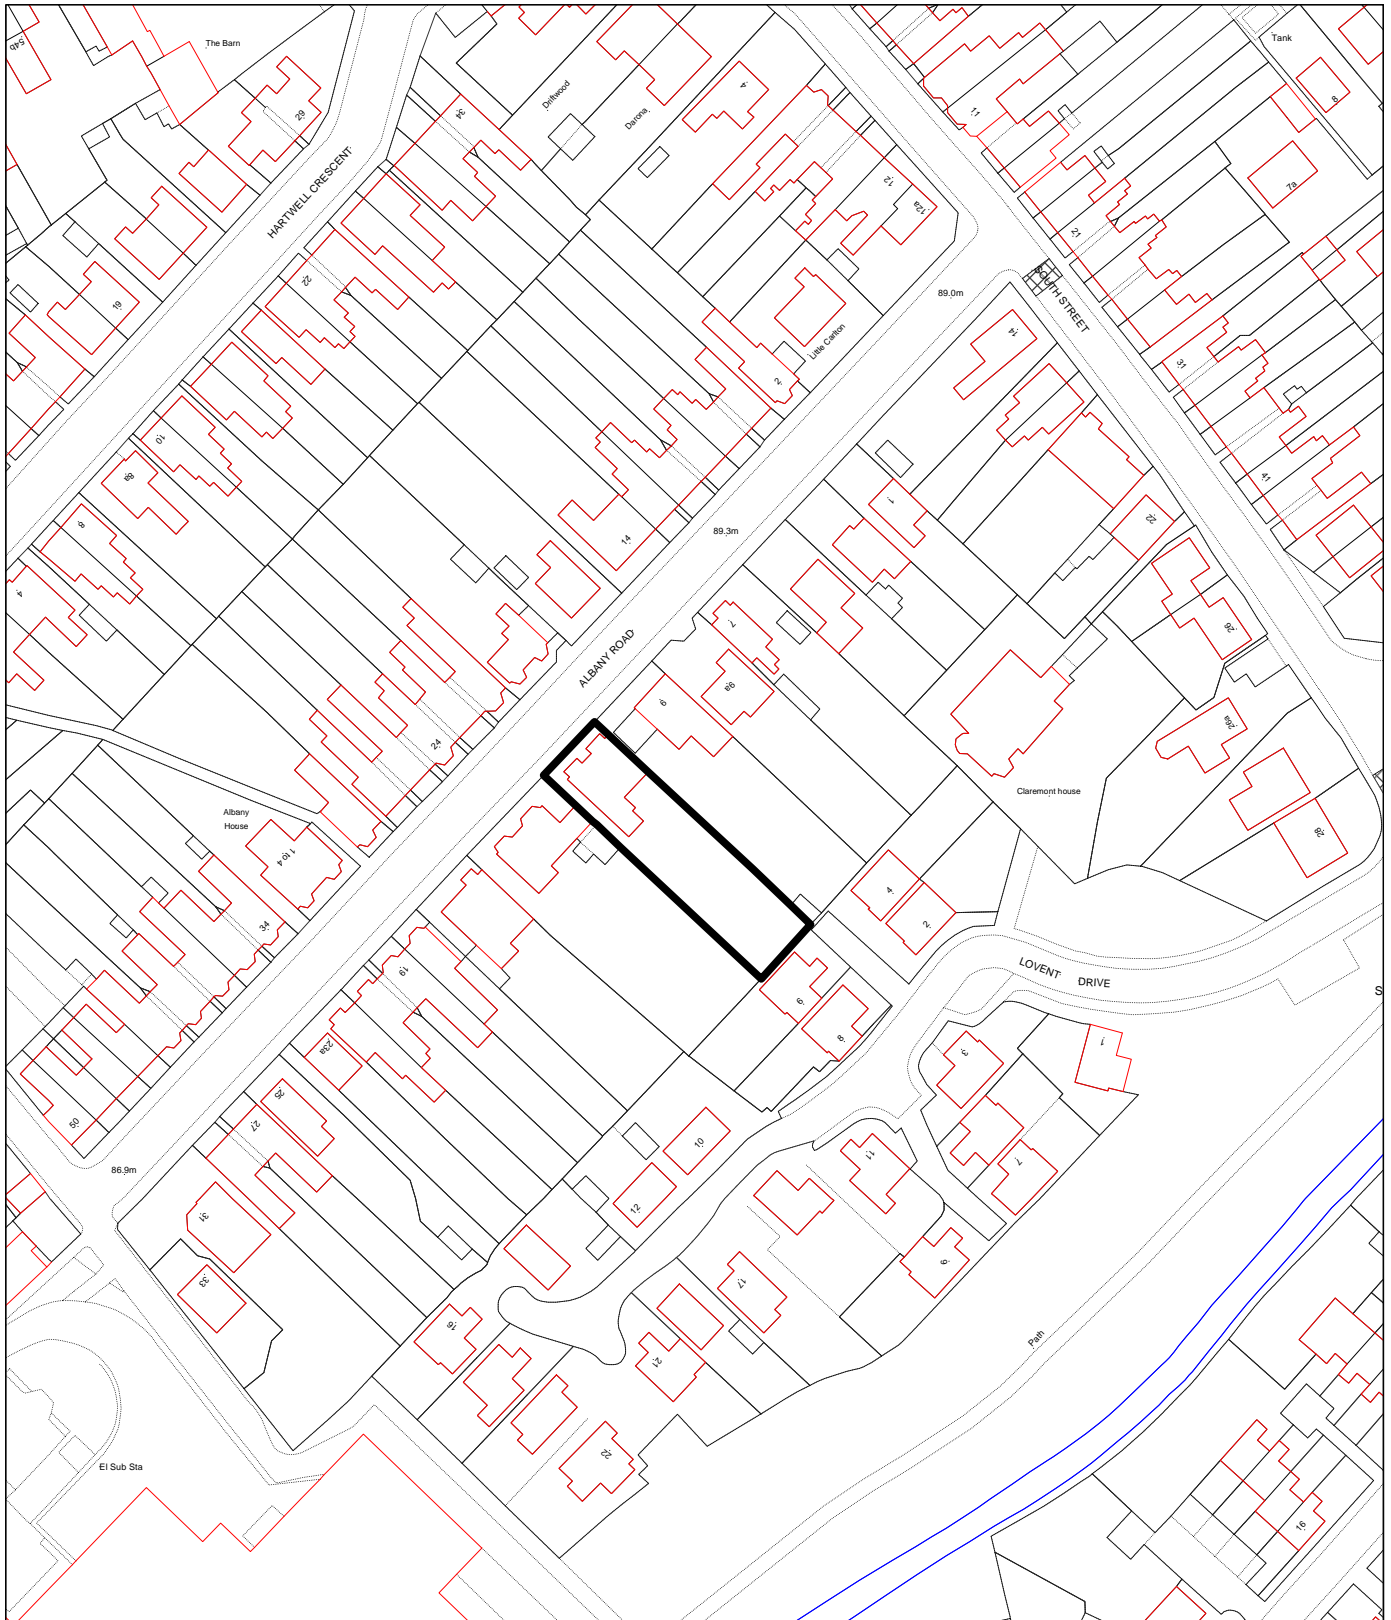 54b
The Barn
29
34
Driftwood
Darona
4
Tank
8
11
7a
HARTWELL CRESCENT
12
12a
21
SOUTH STREET
89.0m
19
22
Little Carlton
14
31
2
10
8a
41
1
22
8
89.3m
14
4
7
26
ALBANY ROAD
9a
9
26a
24
Claremont house
Albany
House
1 to 4
28
4
2
34
19
LOVENT DRIVE
6
S
8
23a
3
1
25
50
27
10
11
7
86.9m
12
31
9
33
17
16
21
Path
22
El Sub Sta
16